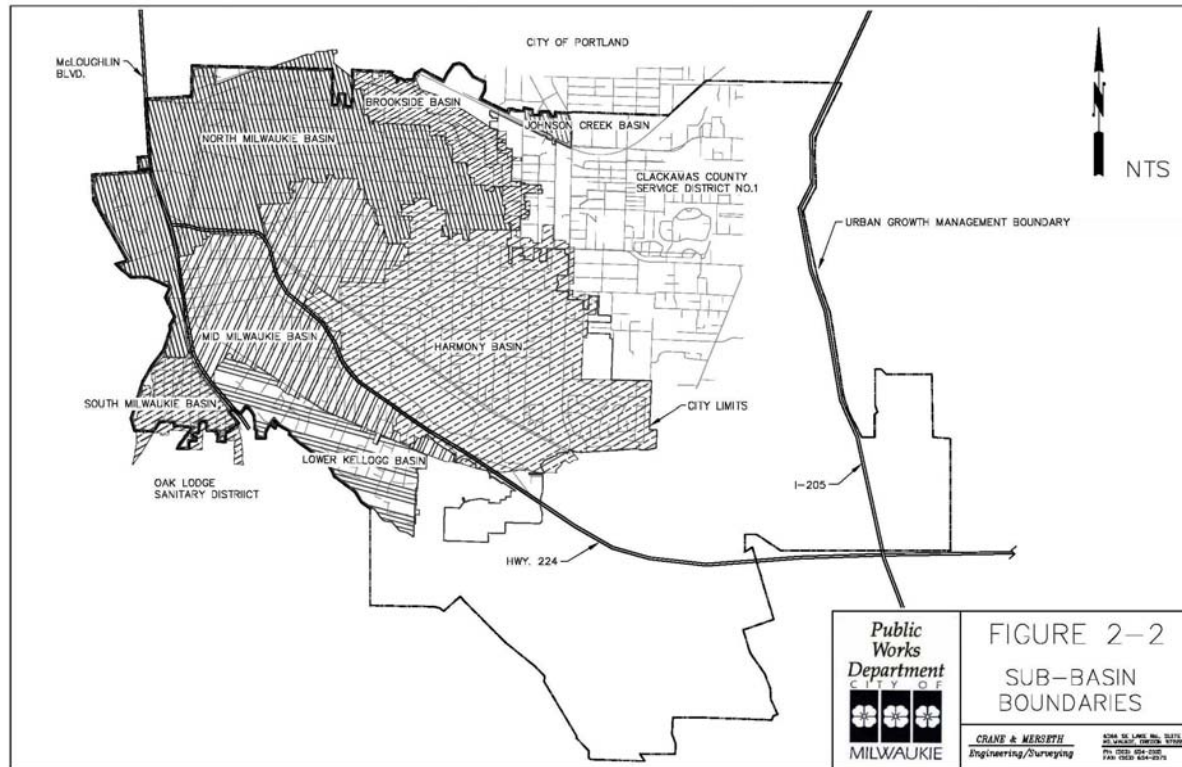 CITY OF PORTLAND
McLOUGHLIN
BLVD.
BROOKSIDE BASIN
JOHNSON CREEK BASIN
NORTH MILWAUKIE BASIN
N
NTS
CLACKAMAS COUNTY
SERVICE DISTRICT NO.1
URBAN GROWTH MANAGEMENT BOUNDARY
MID MILWAUKIE BASIN
HARMONY BASIN
SOUTH MILWAUKIE BASIN
CITY LIMITS
LOWER KELLOGG BASIN
OAK LODGE
SANITARY DISTRIICT
I-205
HWY. 224
Public
Works
Department
CITY OF
MILWAUKIE
FIGURE 2-2
SUB-BASIN
BOUNDARIES
CRANE & MERSETH
Engineering/Surveying